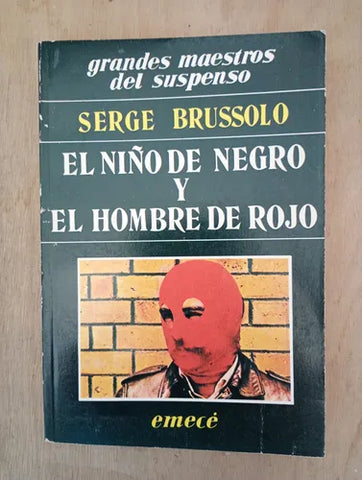 grandes maestros
del suspenso
SERGE BRUSSOLO
EL NIÑO DE NEGRO
Y
EL HOMBRE DE ROJO
emecé